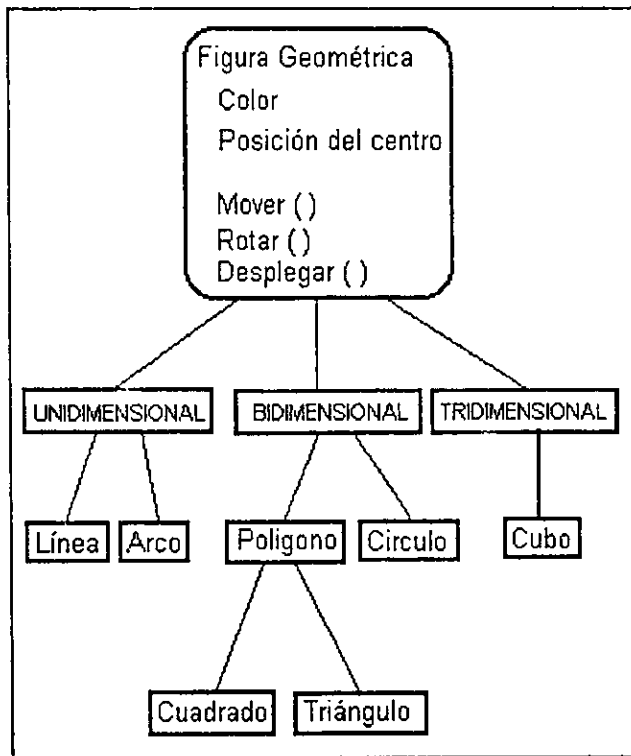 Figura Geométrica
Color
Posición del centro
Mover ( )
Rotar ( )
Desplegar ( )
UNIDIMENSIONAL
BIDIMENSIONAL
TRIDIMENSIONAL
Línea
Arco
Poligono
Circulo
Cubo
Cuadrado
Triángulo